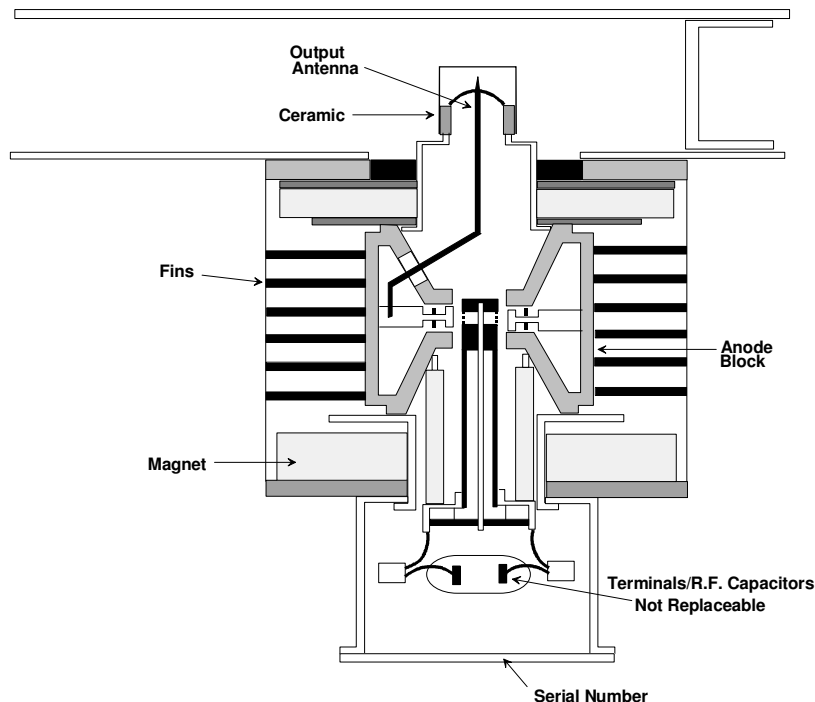 Output
Antenna
Ceramic
Fins
Anode
Block
Magnet
Terminals/R.F. Capacitors
Not Replaceable
Serial Number